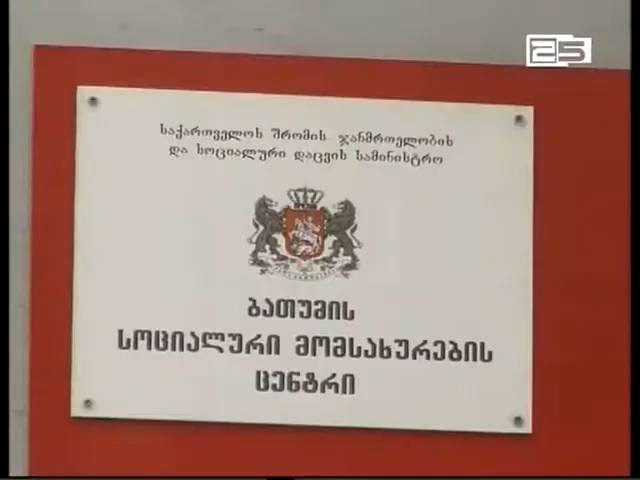 25
საქართველოს შრომის ჯანმრთელობის
და სოციალური დაცვის სამინისტრო
ბათუმის
სოციალური მომსახურების
ცენტრი